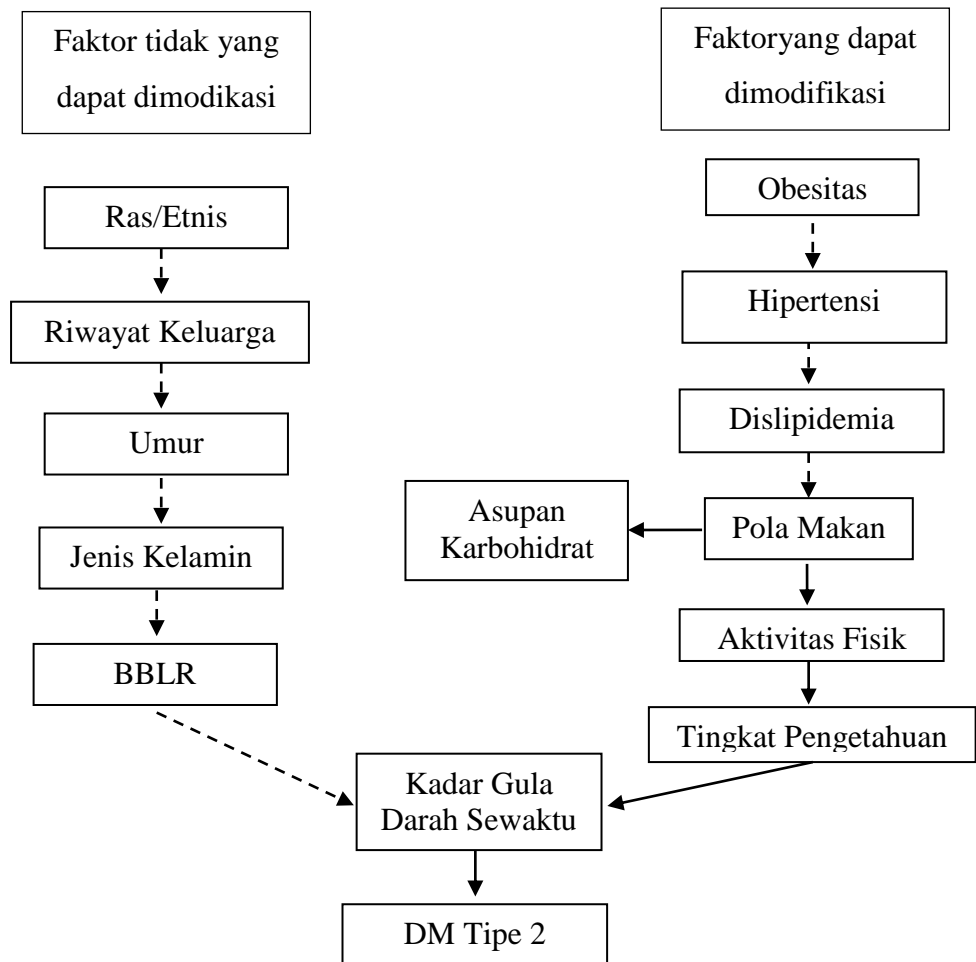 Faktor tidak yang
dapat dimodikasi
Faktoryang dapat
dimodifikasi
Ras/Etnis
Riwayat Keluarga
Umur
Jenis Kelamin
BBLR
Obesitas
Hipertensi
Dislipidemia
Pola Makan
Asupan
Karbohidrat
Aktivitas Fisik
Tingkat Pengetahuan
Kadar Gula
Darah Sewaktu
DM Tipe 2